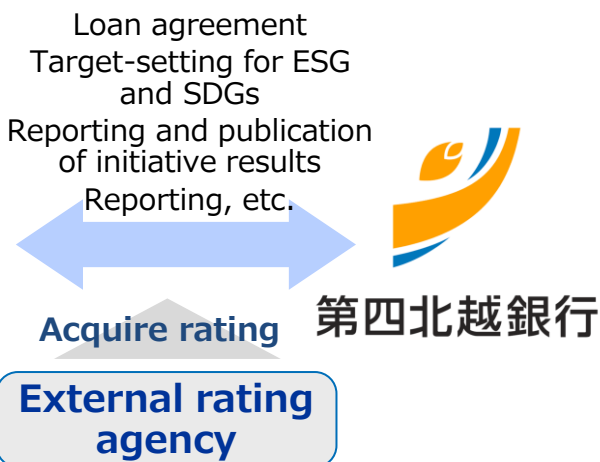 Loan agreement
Target-setting for ESG
and SDGs
Reporting and publication
of initiative results
Reporting, etc.
第四北越銀行
Acquire rating
External rating
agency